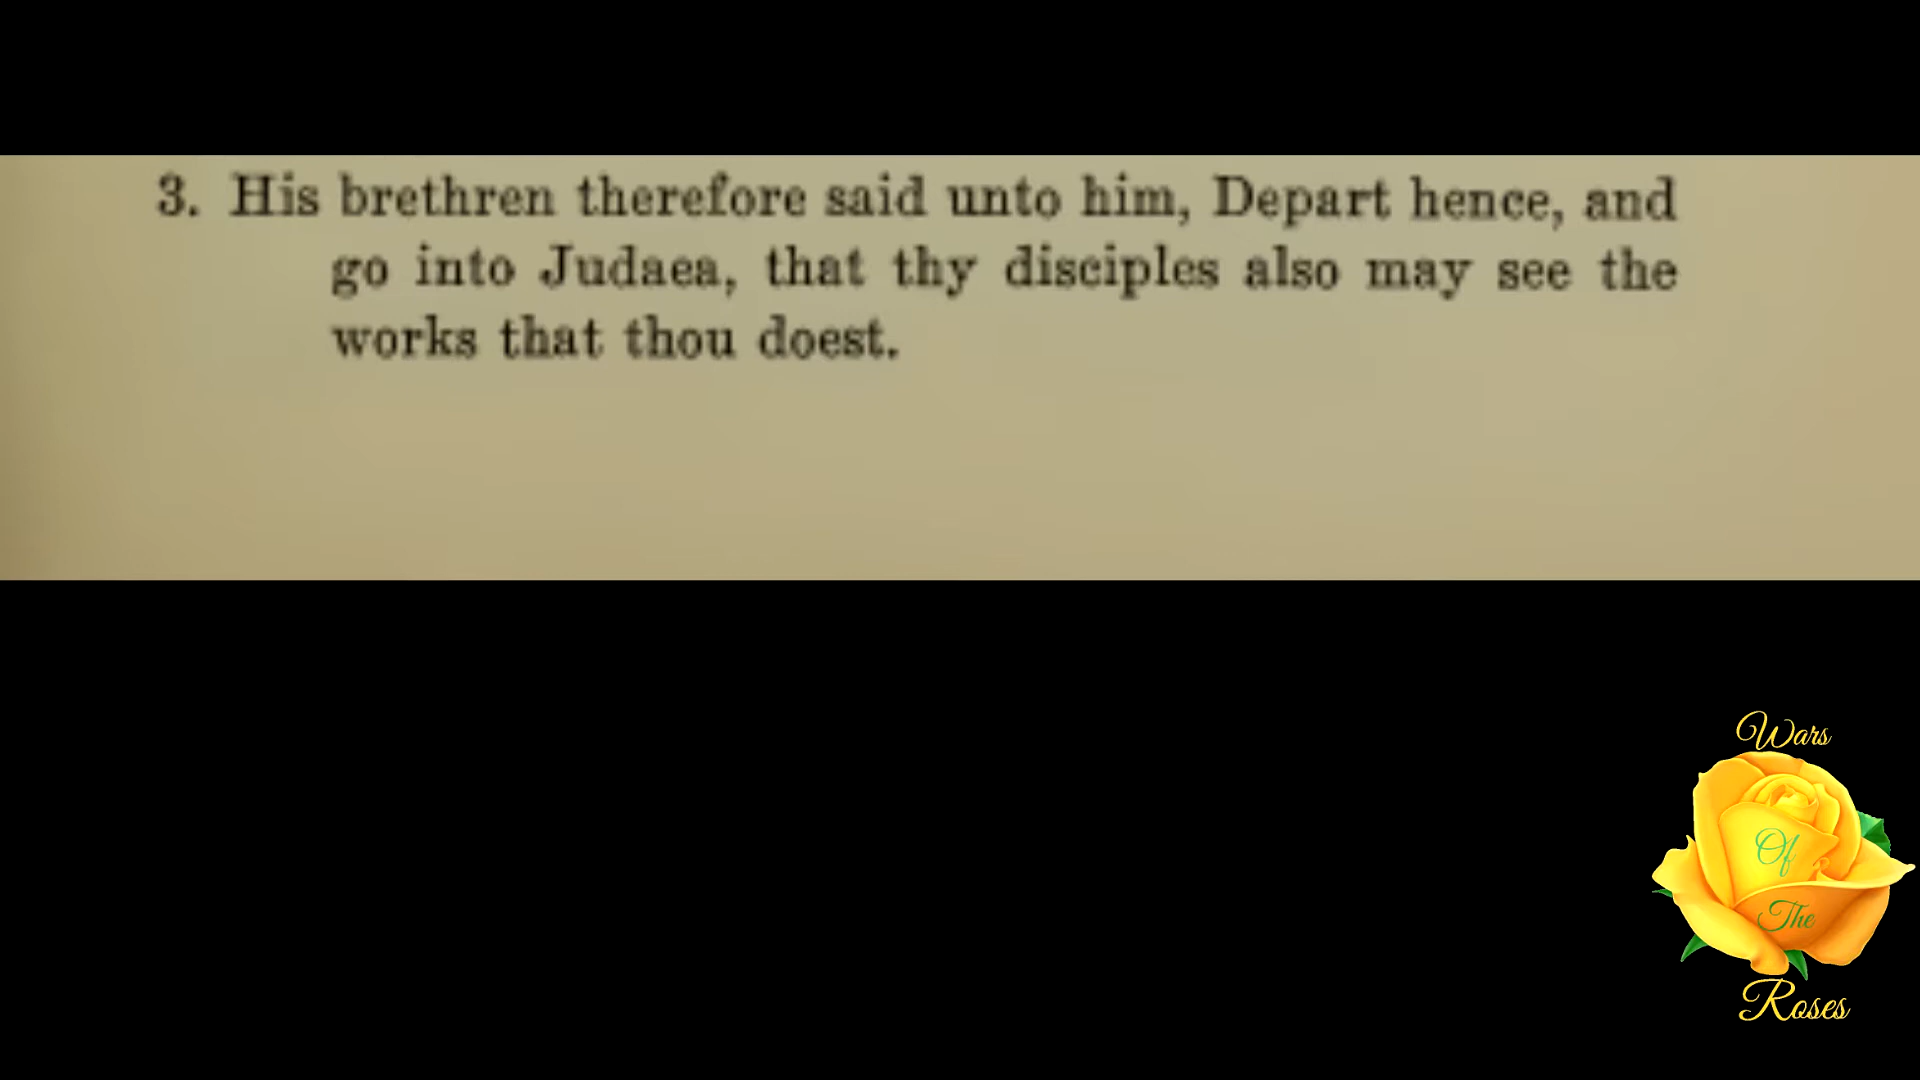 3. His brethren therefore said unto him, Depart hence, and
go into Judaea, that thy disciples also may see the
works that thou doest.
Wars
Of
The
Roses